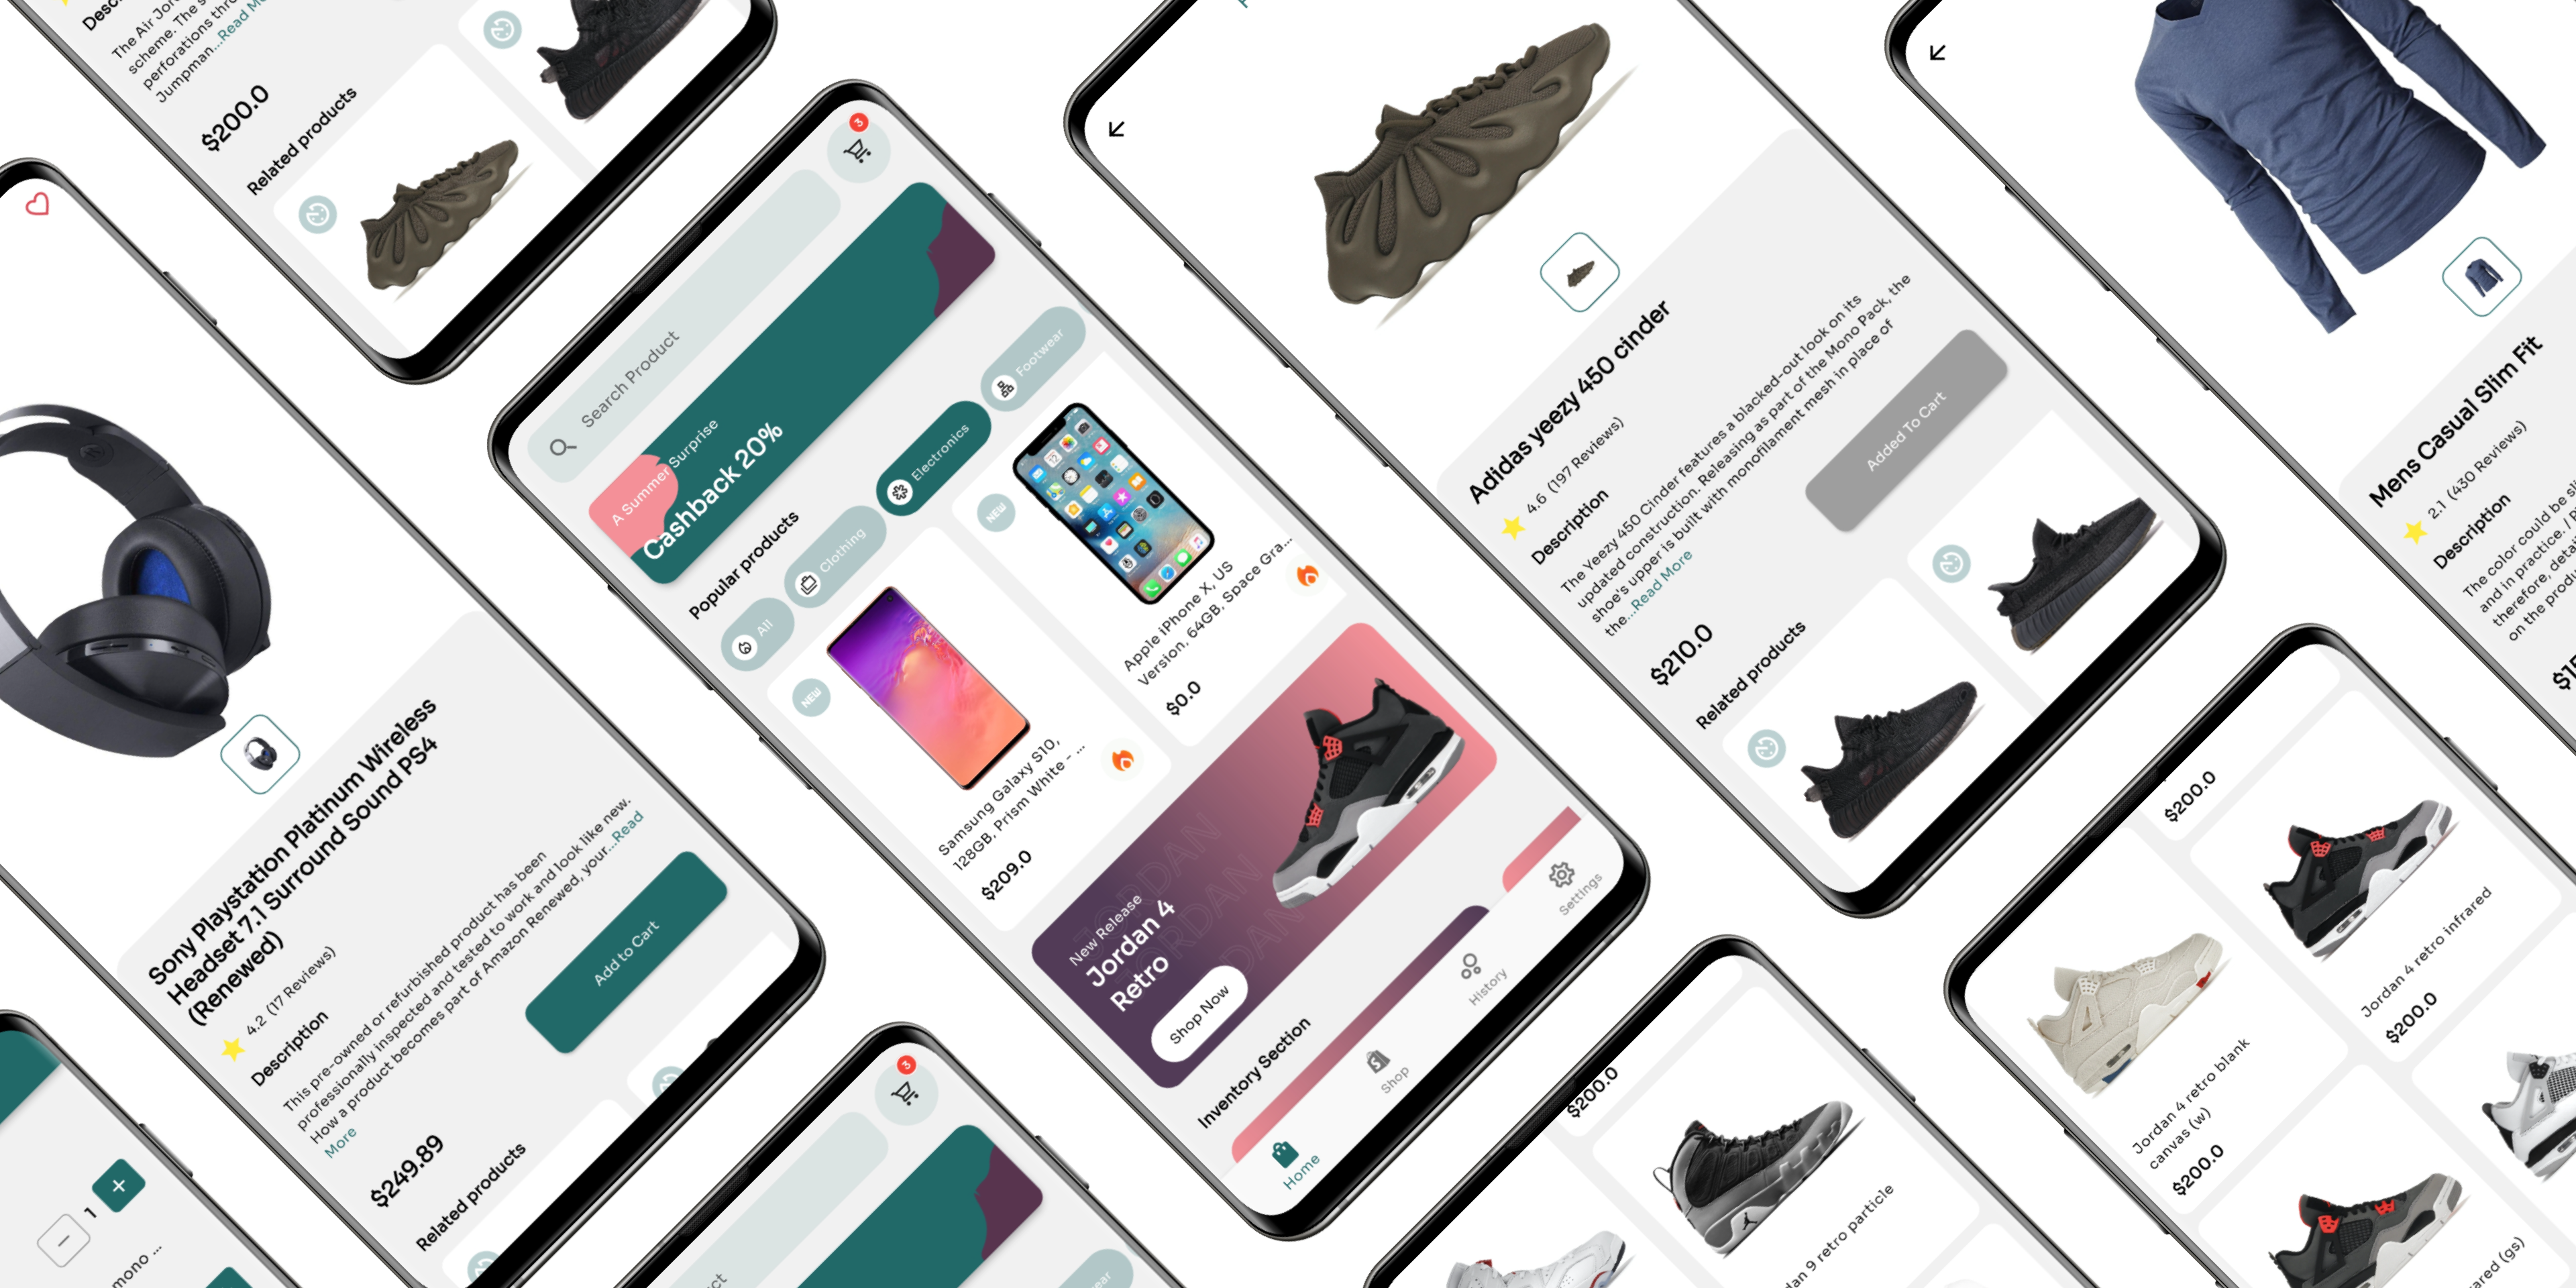 The Air Jor
scheme. The s
perforations thro
Jumpman...Read Mo
$200.0
Related products
Sony Playstation Platinum Wireless
Headset 7.1 Surround Sound PS4
(Renewed)
4.2 (17 Reviews)
Description
This pre-owned or refurbished product has been
professionally inspected and tested to work and look like new.
How a product becomes part of Amazon Renewed, your...Read
More
$249.89
Add to Cart
Related products
1
mono ...
3
Search Product
A Summer Surprise
Cashback 20%
Popular products
All
Clothing
Electronics
Footwear
NEW
Samsung Galaxy S10,
128GB, Prism White - ...
$209.0
NEW
Apple iPhone X, US
Version, 64GB, Space Gra...
$0.0
JORDAN
JORDAN
JORDAN
New Release
Jordan 4
Retro
Shop Now
Inventory Section
Home
Shop
History
Settings
3
Adidas yeezy 450 cinder
4.6 (197 Reviews)
Description
The Yeezy 450 Cinder features a blacked-out look on its
updated construction. Releasing as part of the Mono Pack, the
shoe's upper is built with monofilament mesh in place of
the...Read More
$210.0
Added To Cart
Related products
Mens Casual Slim Fit
2.1 (430 Reviews)
Description
The color could be sli
and in practice. / P
therefore, detai
on the produ
$200.0
dan 9 retro particle
$200.0
Jordan 4 retro infrared
$200.0
Jordan 4 retro blank
canvas (w)
$200.0
ared (gs)